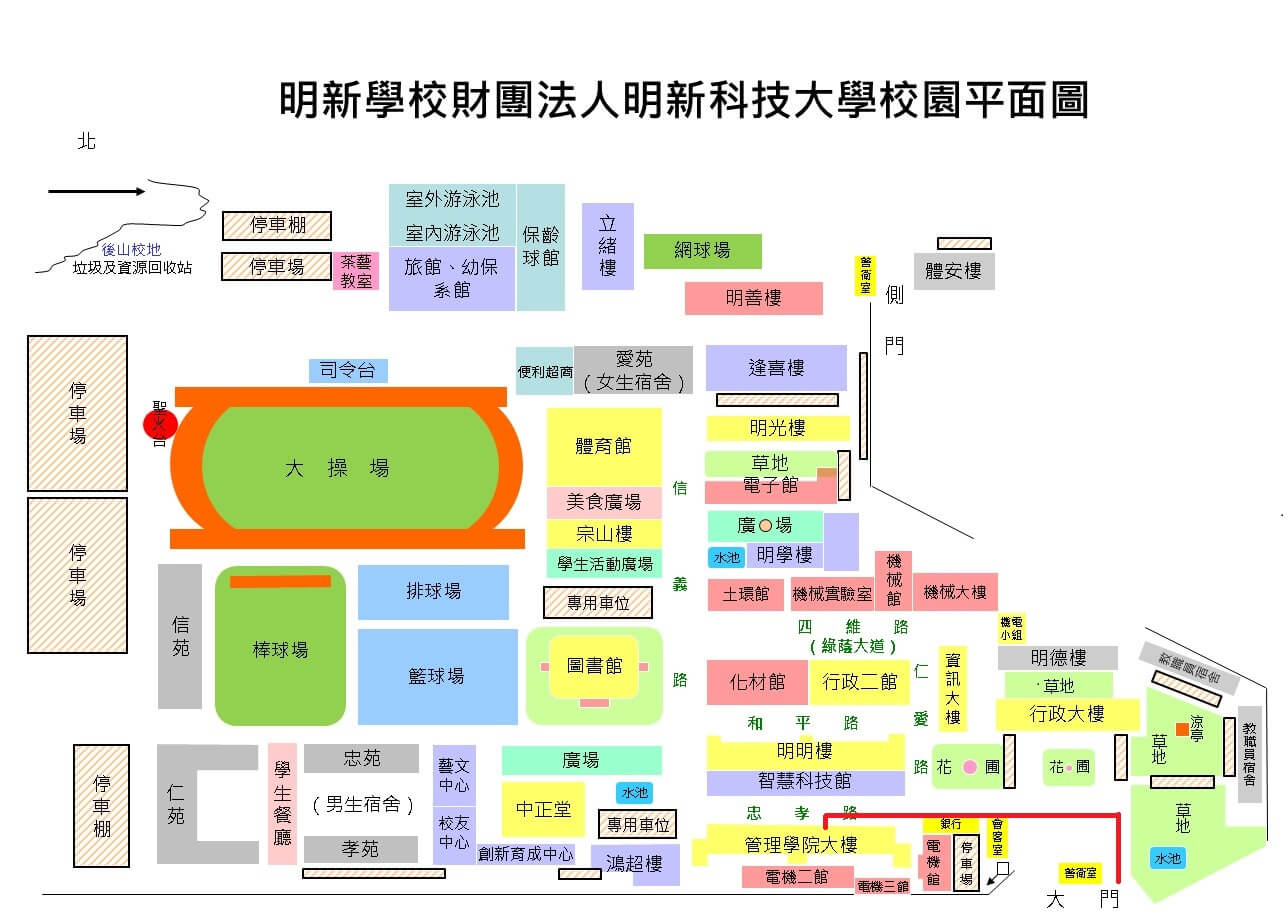 明新學校財團法人明新科技大學校園平面圖
北
後山校地
垃圾及資源回收站
停車棚
停車場
茶藝
教室
室外游泳池
室內游泳池
旅館、幼保
系館
保齡
球館
立緒樓
網球場
明善樓
警衛室
側門
體安樓
停車場
聖火台
司令台
大操場
便利超商
愛苑
(女生宿舍)
逢喜樓
體育館
明光樓
草地
電子館
美食廣場
宗山樓
學生活動廣場
專用車位
信義路
廣場
水池
明學樓
停車場
信苑
棒球場
排球場
籃球場
圖書館
土環館
機械實驗室
機械館
機械大樓
四維路
(綠蔭大道)
機電
小組
化材館
行政二館
仁愛路
資訊大樓
明德樓
草地
行政大樓
教職員宿舍
涼亭
草地
教職員宿舍
和平路
明明樓
智慧科技館
花圃
花圃
停車棚
仁苑
學生餐廳
忠苑
(男生宿舍)
孝苑
藝文
中心
校友
中心
廣場
中正堂
水池
專用車位
創新育成中心
鴻超樓
忠孝路
管理學院大樓
電機二館
電機三館
銀行
電機館
停車場
會客室
警衛室
大門
草地
水池